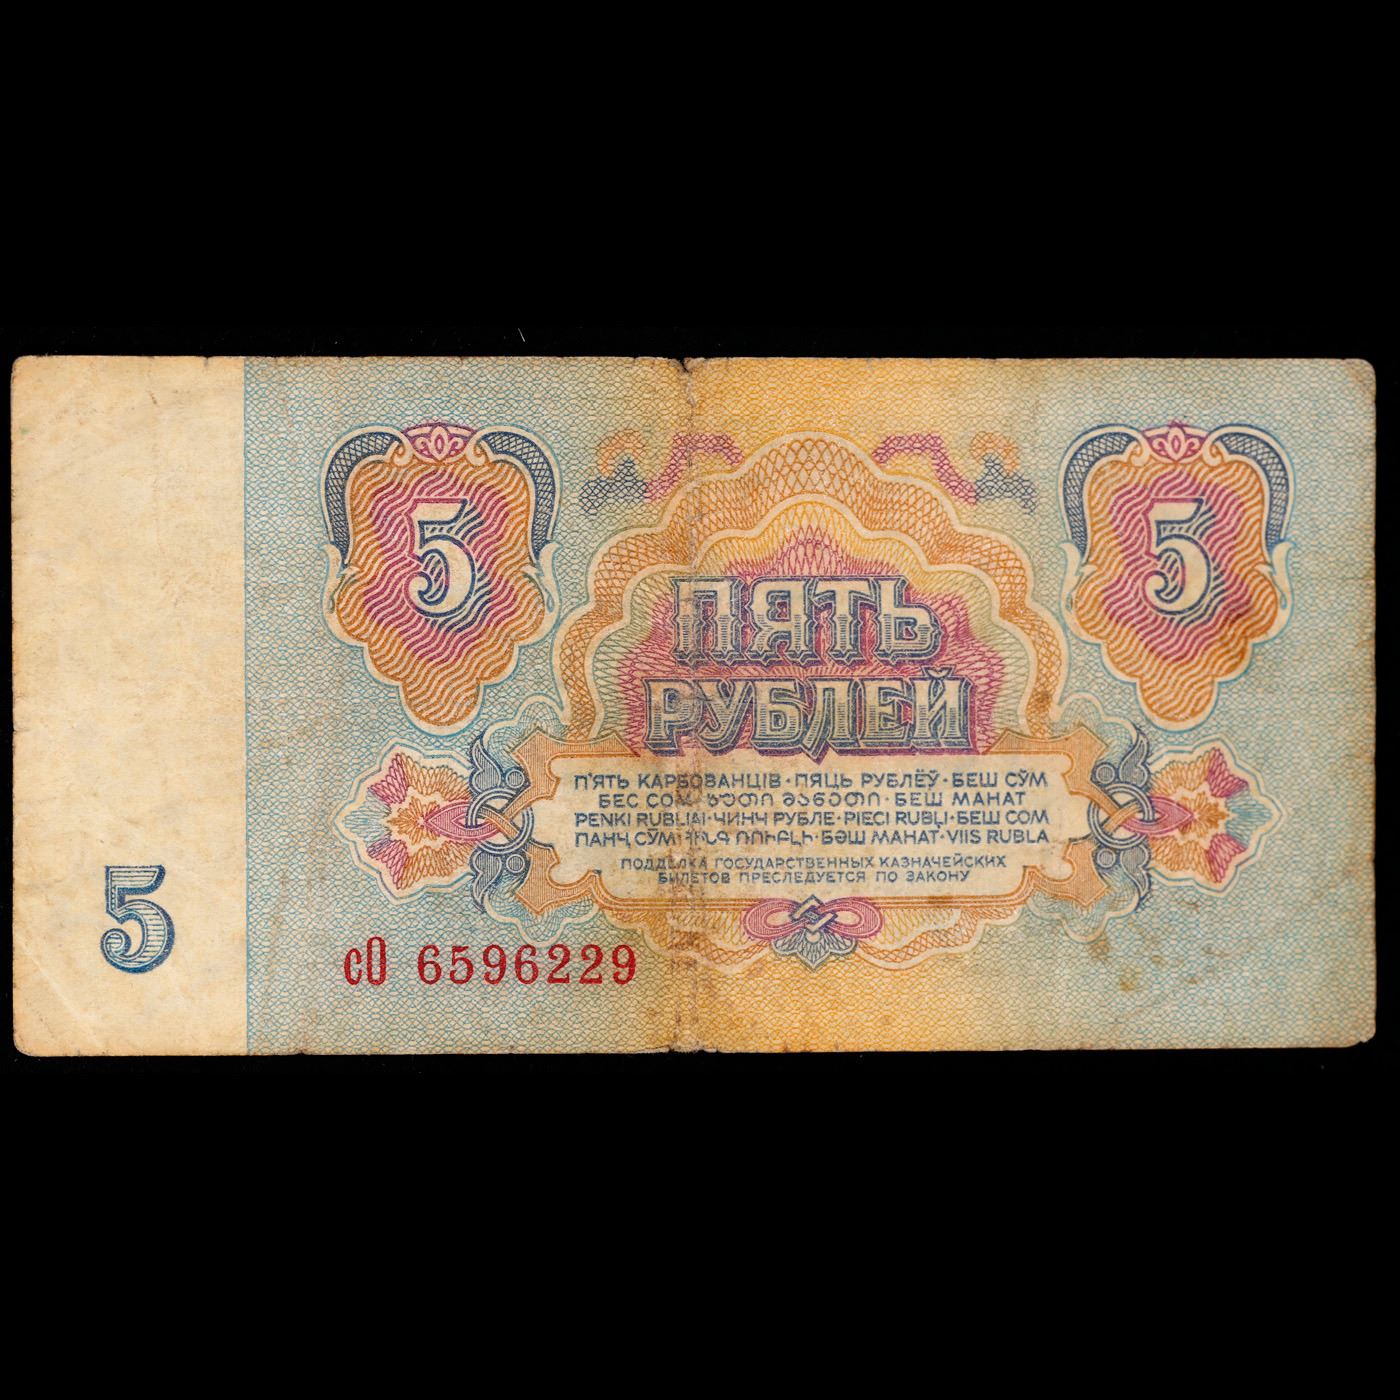 5 5
ПЯТЬ
РУБЛЕЙ
П'ЯТЬ КАРБОВАНЦІВ · ПЯЦЬ РУБЛЁЎ · БЕШ СЎМ
БЕС СОМ · ხუთი მანეთი · БЕШ МАНАТ
PENKI RUBLIAI · ЧИНЧ РУБЛЕ · PIECI RUBĻI · БЕШ СОМ
ПАНҶ СӮМ · ՀԻՆԳ ՌՈՒԲԼԻ · БӘШ МАНАТ · VIIS RUBLA
ПОДДЕЛКА ГОСУДАРСТВЕННЫХ КАЗНАЧЕЙСКИХ
БИЛЕТОВ ПРЕСЛЕДУЕТСЯ ПО ЗАКОНУ
5
сО 6596229